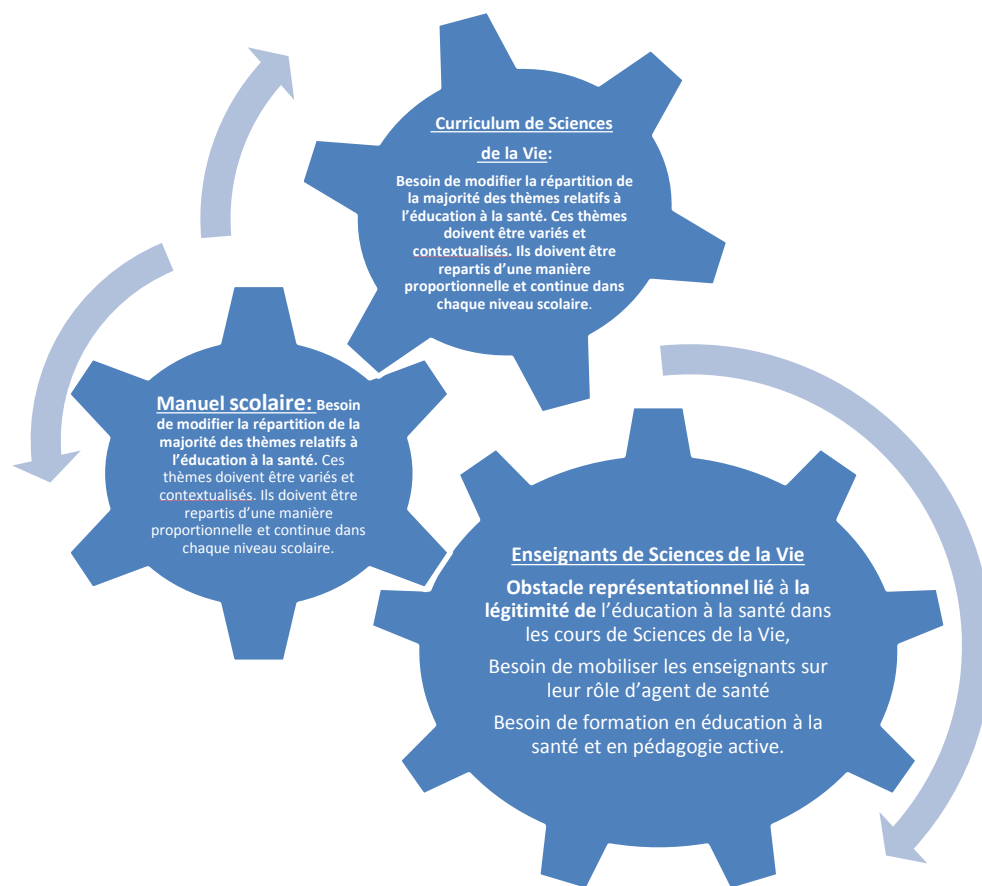 Curriculum de Sciences
de la Vie:
Besoin de modifier la répartition de
la majorité des thèmes relatifs à
l’éducation à la santé. Ces thèmes
doivent être variés et
contextualisés. Ils doivent être
repartis d’une manière
proportionnelle et continue dans
chaque niveau scolaire.
Manuel scolaire: Besoin
de modifier la répartition de la
majorité des thèmes relatifs à
l’éducation à la santé. Ces
thèmes doivent être variés et
contextualisés. Ils doivent être
repartis d’une manière
proportionnelle et continue dans
chaque niveau scolaire.
Enseignants de Sciences de la Vie
Obstacle représentationnel lié à la
légitimité de l’éducation à la santé dans
les cours de Sciences de la Vie,
Besoin de mobiliser les enseignants sur
leur rôle d’agent de santé
Besoin de formation en éducation à la
santé et en pédagogie active.